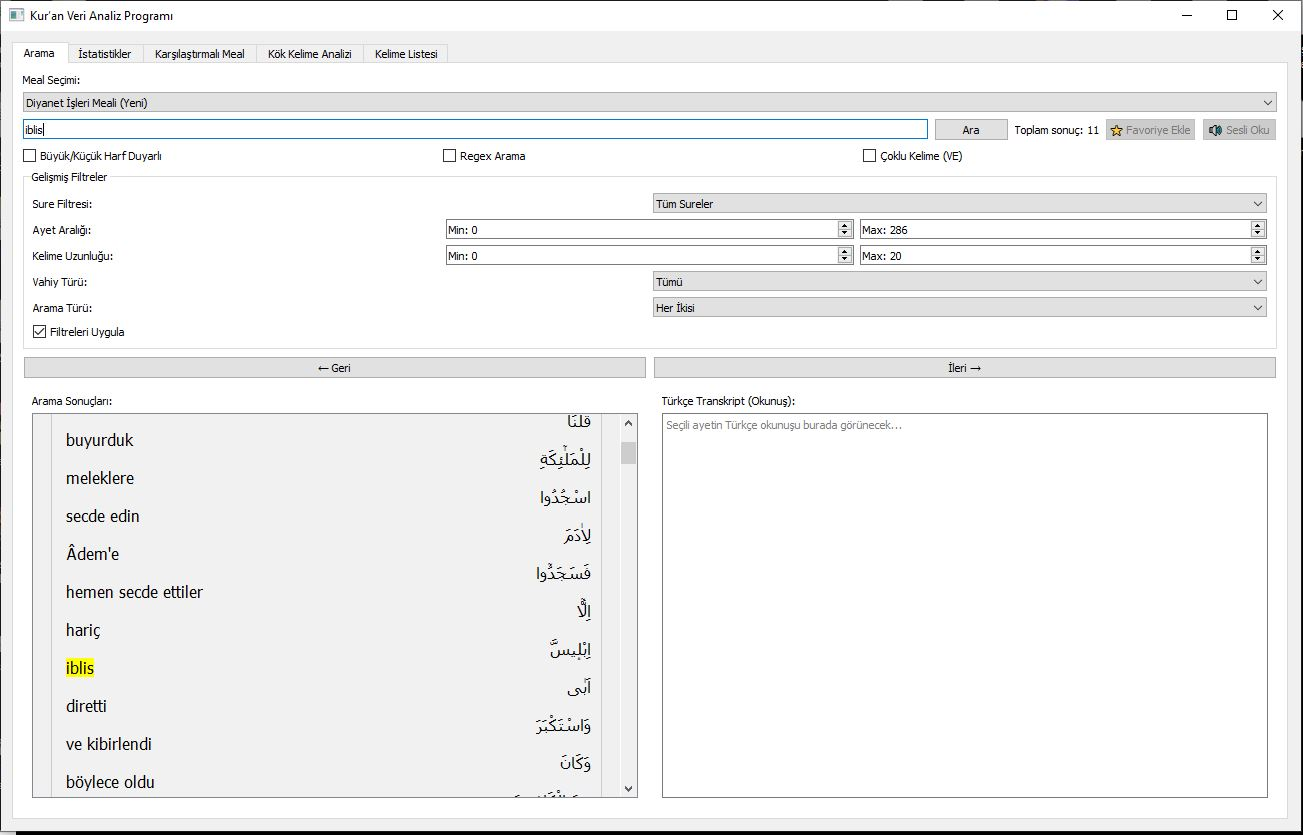 Kur'an Veri Analiz Programı
Arama İstatistikler Karşılaştırmalı Meal Kök Kelime Analizi Kelime Listesi
Meal Seçimi:
Diyanet İşleri Meali (Yeni)
iblis Ara Toplam sonuç: 11 Favoriye Ekle Sesli Oku
Büyük/Küçük Harf Duyarlı Regex Arama Çoklu Kelime (VE)
Gelişmiş Filtreler
Sure Filtresi: Tüm Sureler
Ayet Aralığı: Min: 0 Max: 286
Kelime Uzunluğu: Min: 0 Max: 20
Vahiy Türü: Tümü
Arama Türü: Her İkisi
Filtreleri Uygula
← Geri İleri →
Arama Sonuçları: Türkçe Transkript (Okunuş):
Seçili ayetin Türkçe okunuşu burada görünecek...
قُلْنَا
buyurduk
لِلْمَلٰٓئِكَةِ
meleklere
اسْجُدُوا
secde edin
لِاٰدَمَ
Âdem'e
فَسَجَدُٓوا
hemen secde ettiler
اِلَّٓا
hariç
اِبْل۪يسَۜ
iblis
اَبٰى
diretti
وَاسْتَكْبَرَ
ve kibirlendi
وَكَانَ
böylece oldu